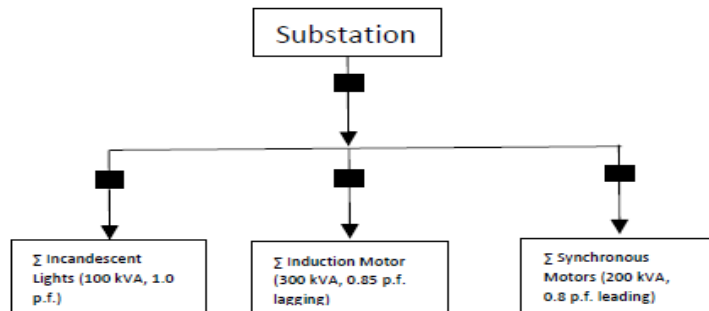 Substation
∑ Incandescent
Lights (100 kVA, 1.0
p.f.)
∑ Induction Motor
(300 kVA, 0.85 p.f.
lagging)
∑ Synchronous
Motors (200 kVA,
0.8 p.f. leading)